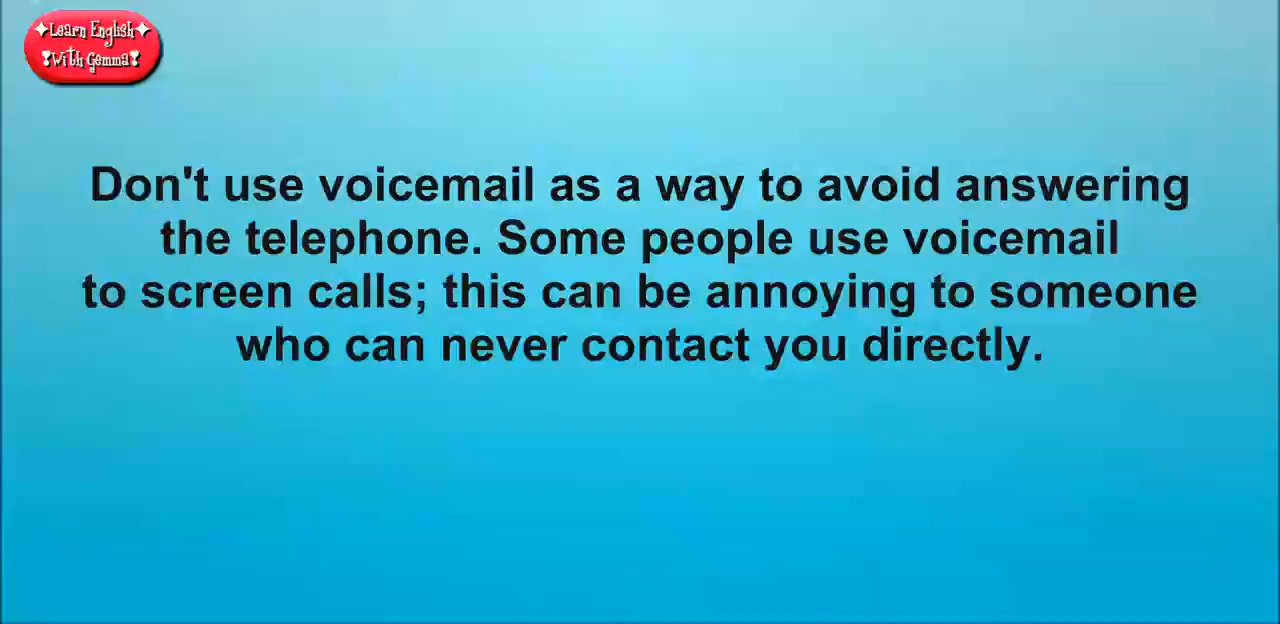 Learn English
With Gemma
Don't use voicemail as a way to avoid answering
the telephone. Some people use voicemail
to screen calls; this can be annoying to someone
who can never contact you directly.